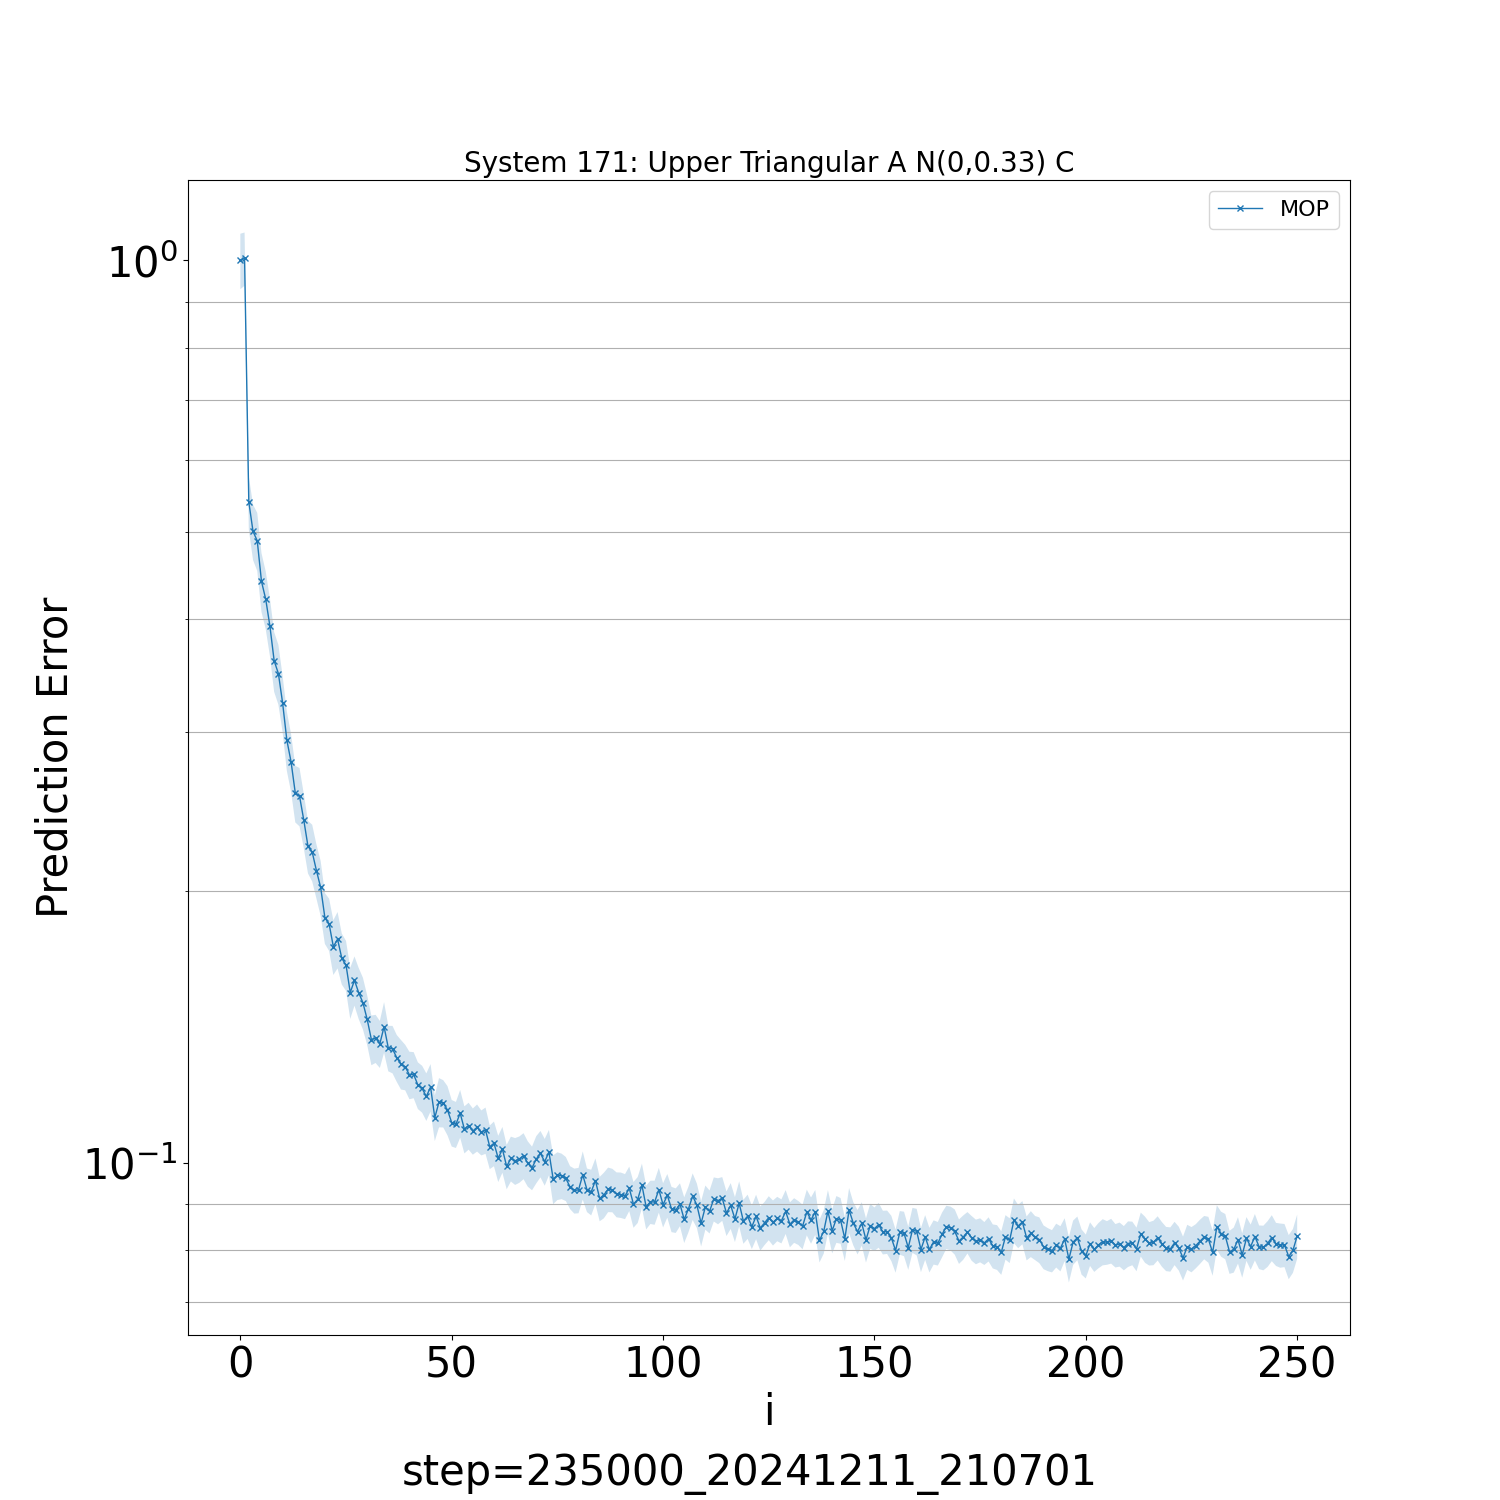 System 171: Upper Triangular A N(0,0.33) C
MOP
10⁰
10⁻¹
Prediction Error
0 50 100 150 200 250
i
step=235000_20241211_210701